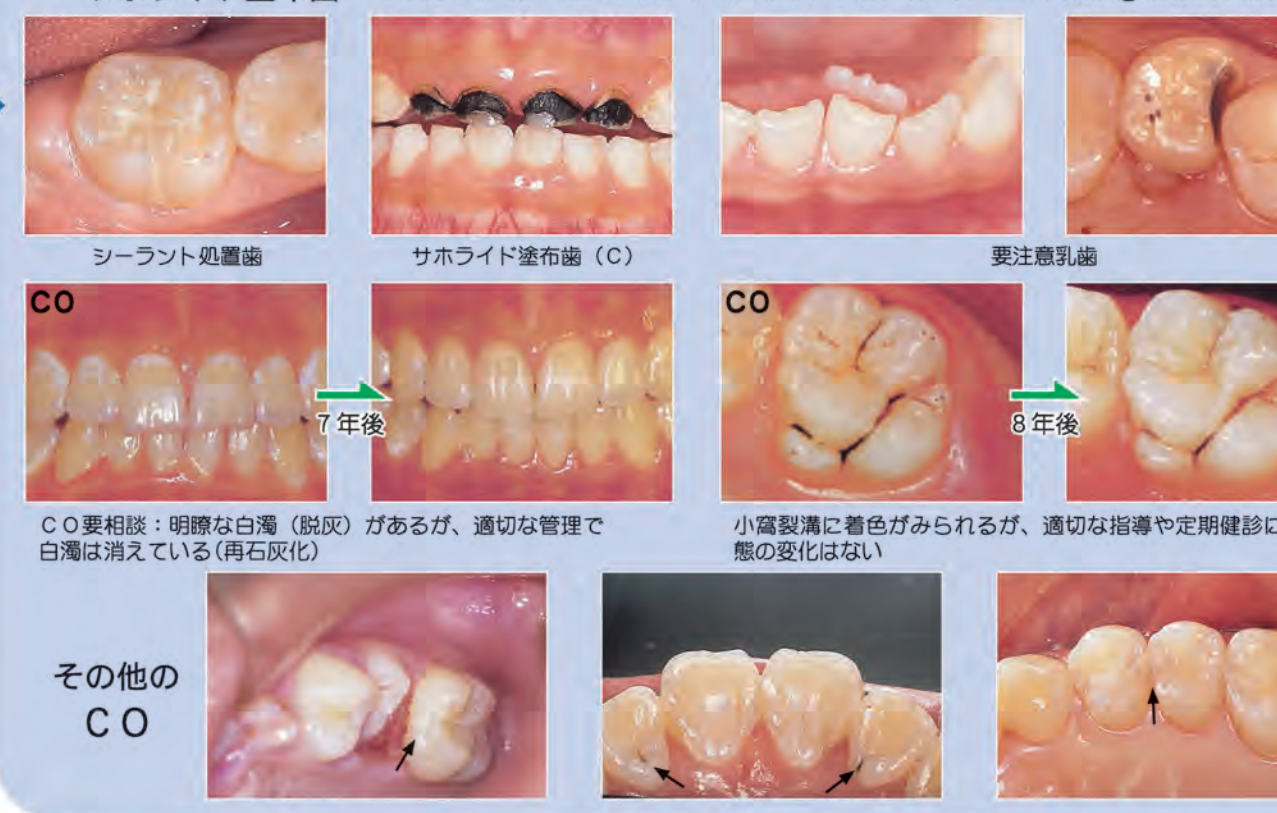 シーラント処置歯
サホライド塗布歯（C）
要注意乳歯
CO
7年後
CO
8年後
CO要相談：明瞭な白濁（脱灰）があるが、適切な管理で
白濁は消えている（再石灰化）
小窩裂溝に着色がみられるが、適切な指導や定期健診に
態の変化はない
その他の
CO